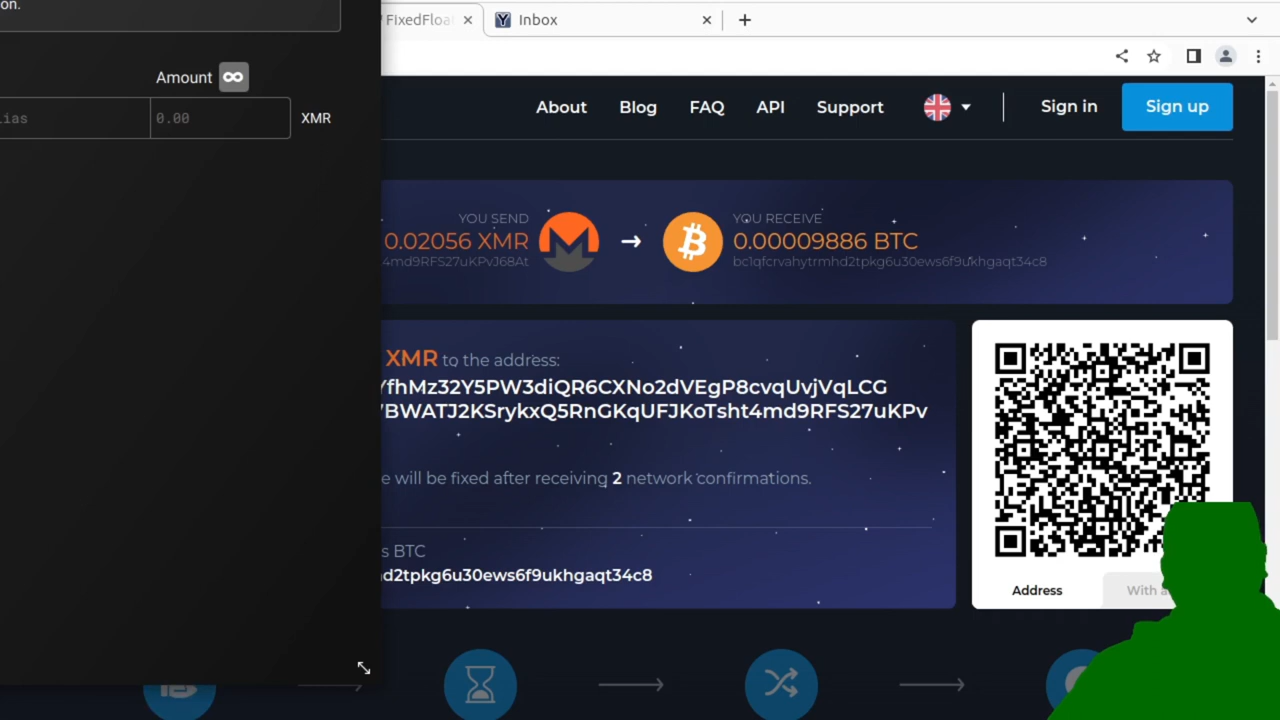 on.
FixedFloa
Inbox
Amount
lias
0.00
XMR
About
Blog
FAQ
API
Support
Sign in
Sign up
YOU SEND
0.02056 XMR
4md9RFS27uKPvJ68At
YOU RECEIVE
0.00009886 BTC
bc1qfcrvahytrmhd2tpkg6u30ews6f9ukhgaqt34c8
XMR to the address:
YfhMz32Y5PW3diQR6CXNo2dVEgP8cvqUvjVqLCG
BWATJ2KSrykxQ5RnGKqUFJKoTsht4md9RFS27uKPv
e will be fixed after receiving 2 network confirmations.
s BTC
d2tpkg6u30ews6f9ukhgaqt34c8
Address
With a